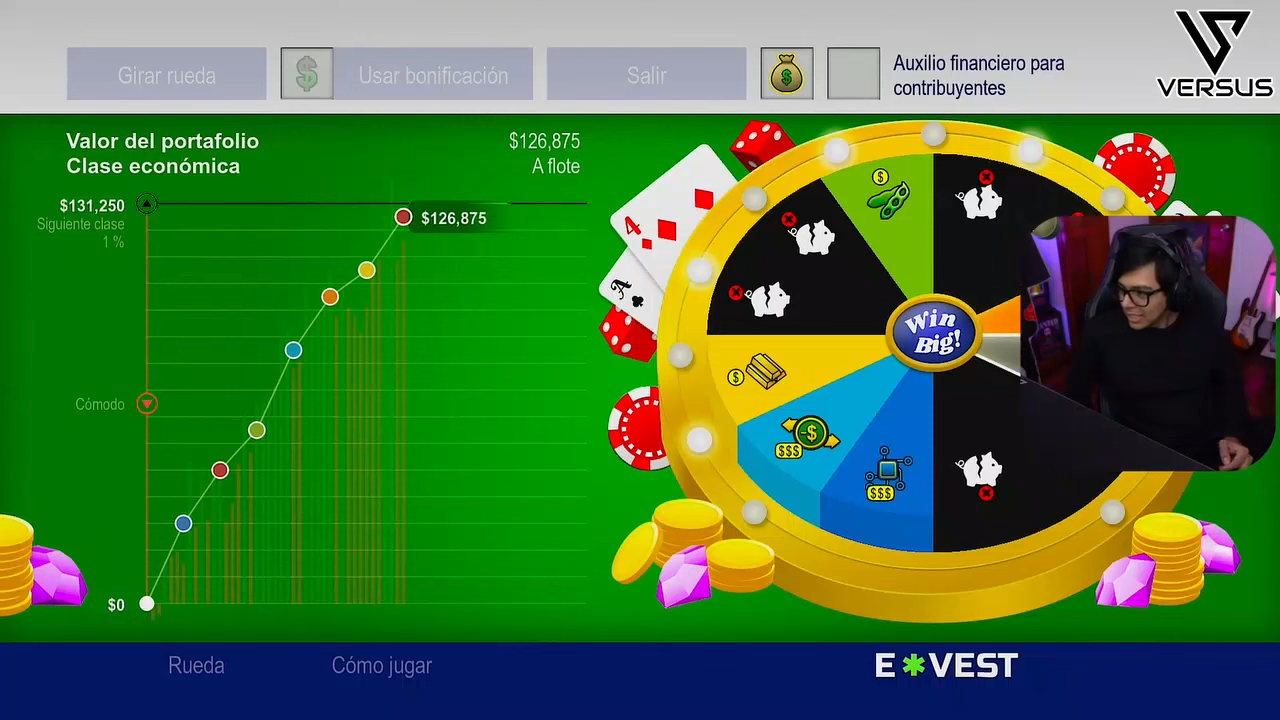 Girar rueda
$
Usar bonificación
Salir
$
Auxilio financiero para
contribuyentes
VERSUS
Valor del portafolio
$126,875
Clase económica
A flote
$131,250
Siguiente clase
1 %
$126,875
Cómodo
$0
4
A
$
$
-$
$$$
$$$
Win
Big!
Rueda
Cómo jugar
E*VEST